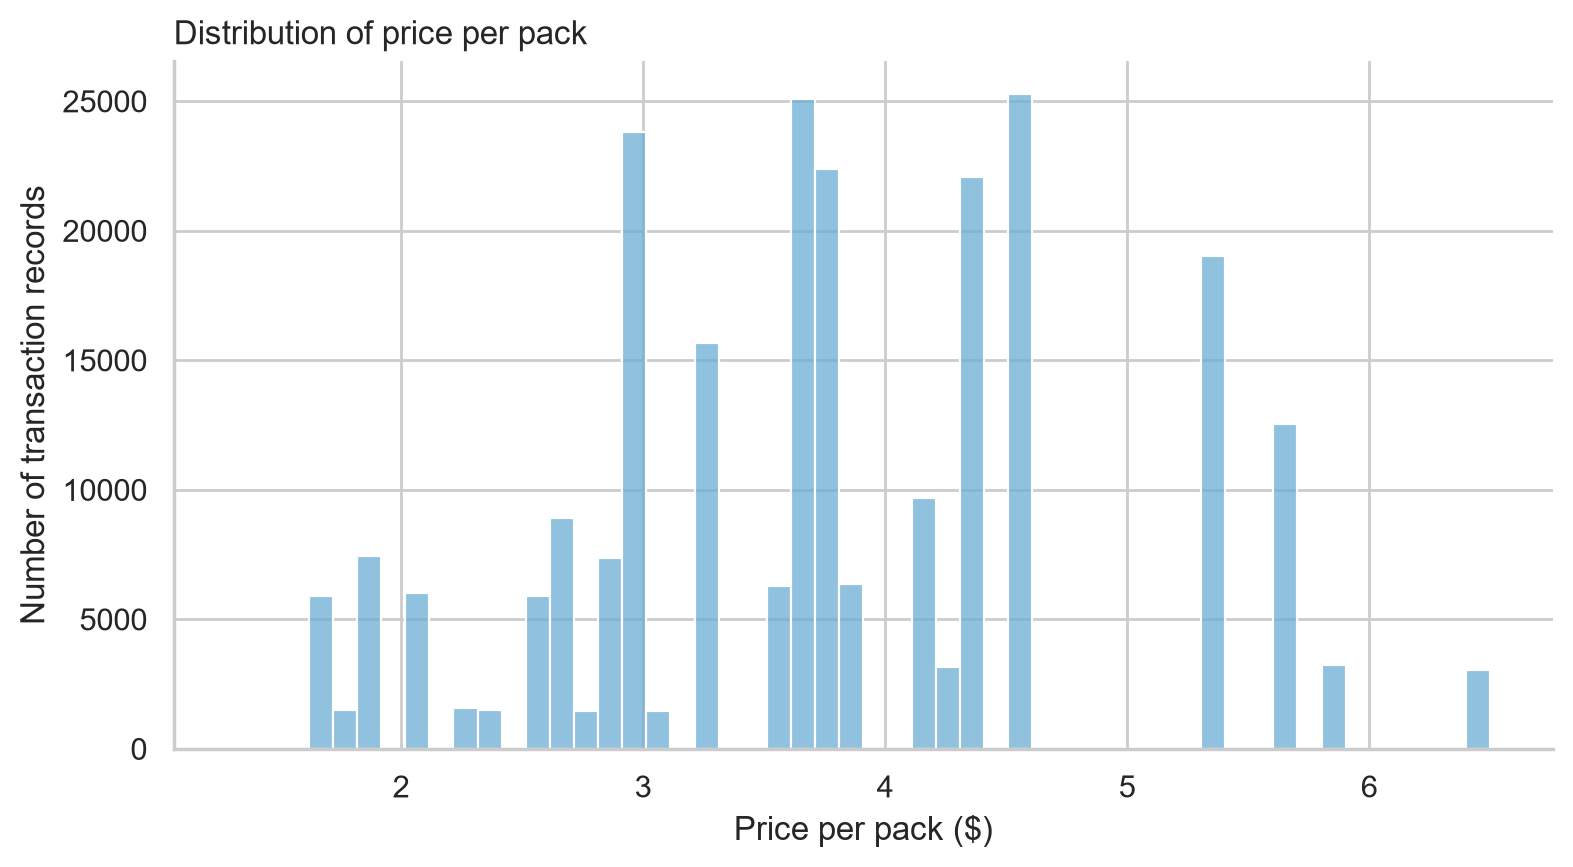 Distribution of price per pack
25000
20000
15000
10000
5000
0
Number of transaction records
2 3 4 5 6
Price per pack ($)